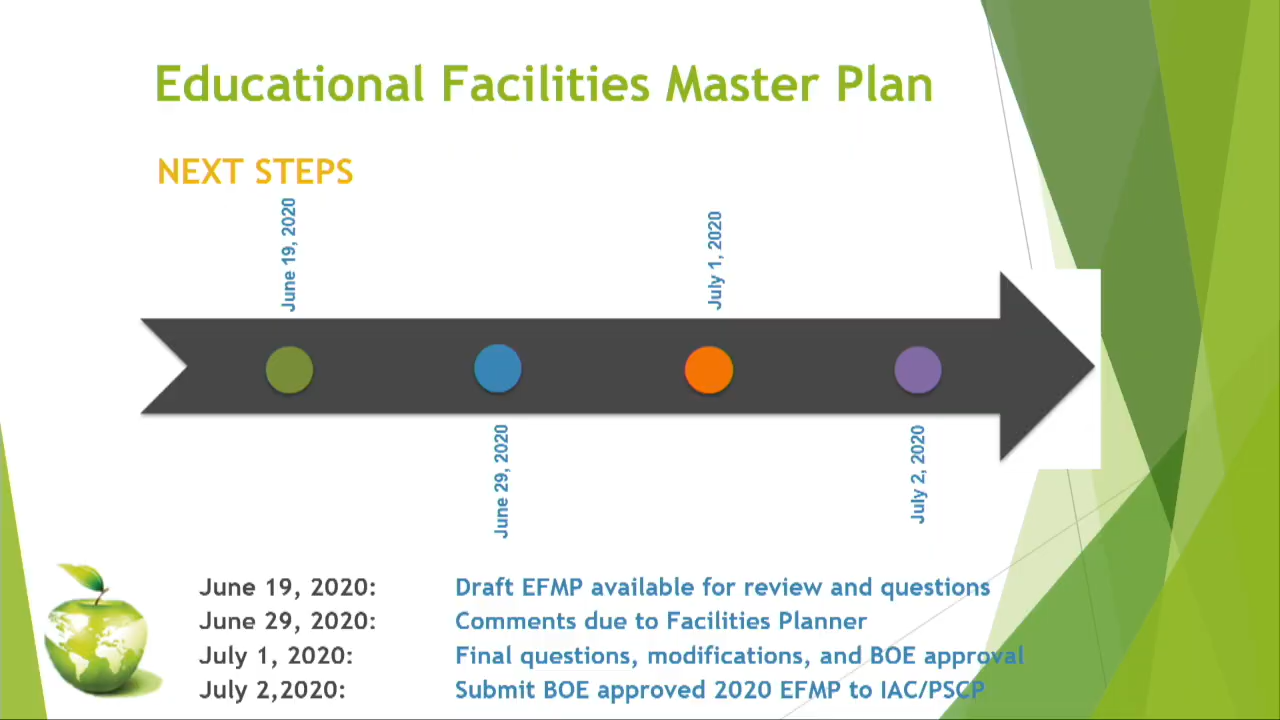 Educational Facilities Master Plan
NEXT STEPS
June 19, 2020
July 1, 2020
June 29, 2020
July 2, 2020
June 19, 2020: Draft EFMP available for review and questions
June 29, 2020: Comments due to Facilities Planner
July 1, 2020: Final questions, modifications, and BOE approval
July 2,2020: Submit BOE approved 2020 EFMP to IAC/PSCP